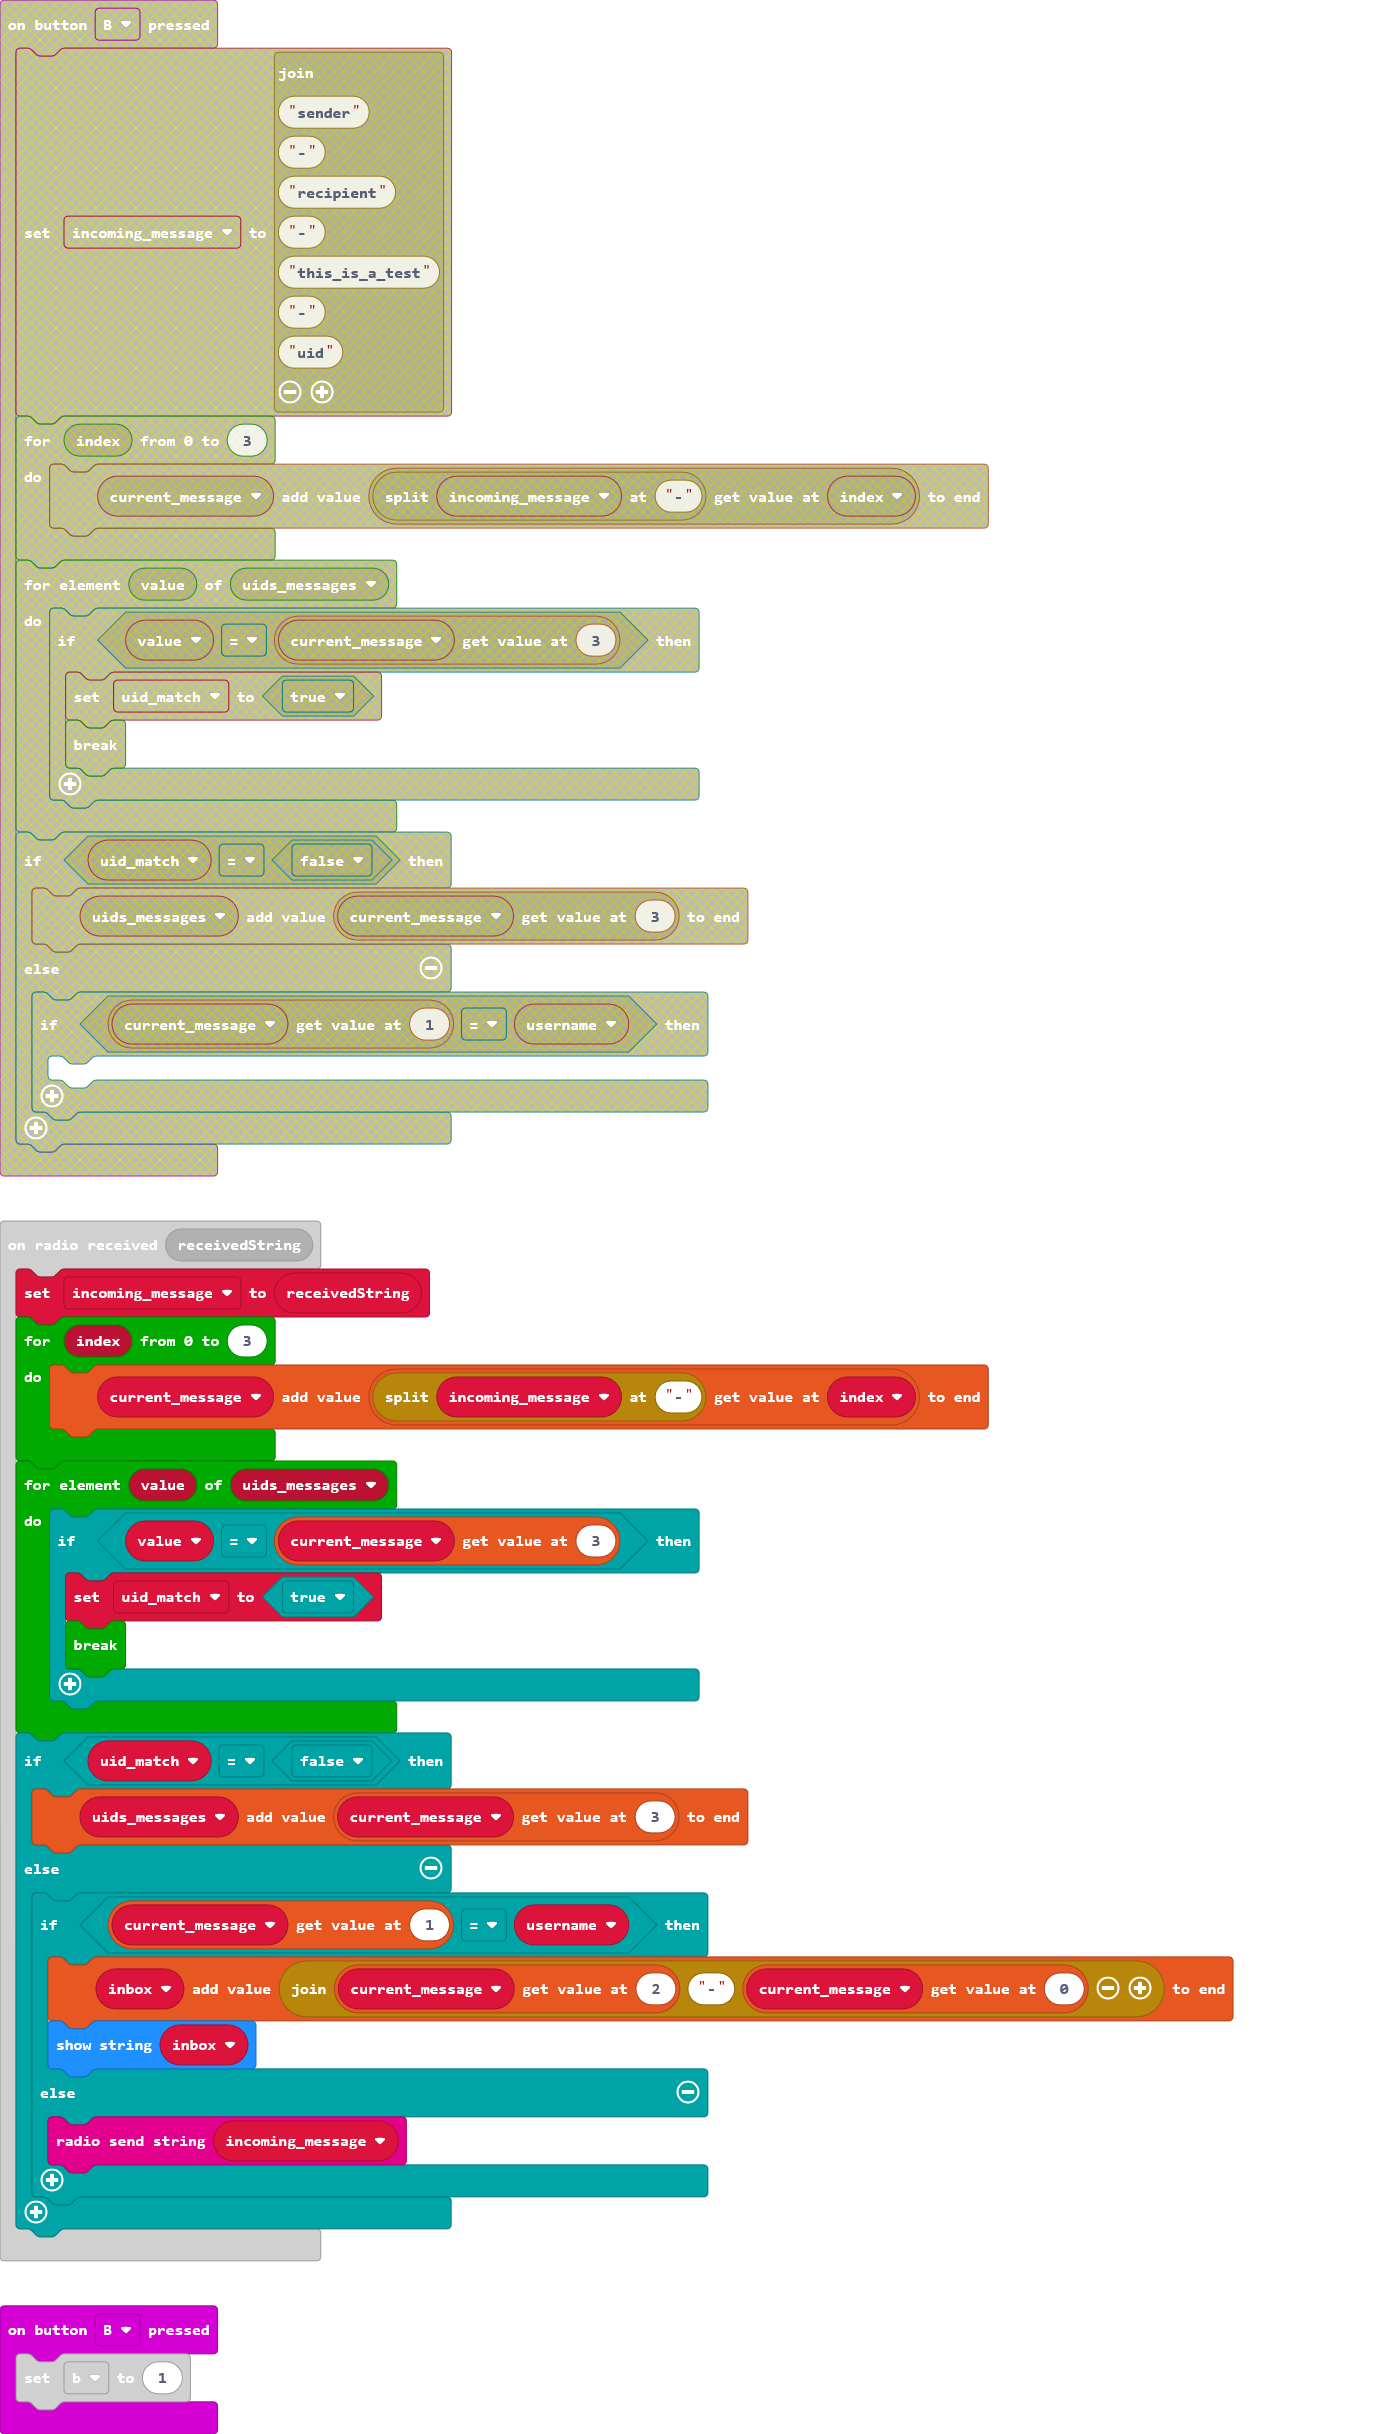 on button B pressed
join
"sender"
"-"
"recipient"
"-"
set incoming_message to
"this_is_a_test"
"-"
"uid"
for index from 0 to 3
do
current_message add value split incoming_message at "-" get value at index to end
for element value of uids_messages
do
if value = current_message get value at 3 then
set uid_match to true
break
if uid_match = false then
uids_messages add value current_message get value at 3 to end
else
if current_message get value at 1 = username then
on radio received receivedString
set incoming_message to receivedString
for index from 0 to 3
do
current_message add value split incoming_message at "-" get value at index to end
for element value of uids_messages
do
if value = current_message get value at 3 then
set uid_match to true
break
if uid_match = false then
uids_messages add value current_message get value at 3 to end
else
if current_message get value at 1 = username then
inbox add value join current_message get value at 2 "-" current_message get value at 0 to end
show string inbox
else
radio send string incoming_message
on button B pressed
set b to 1